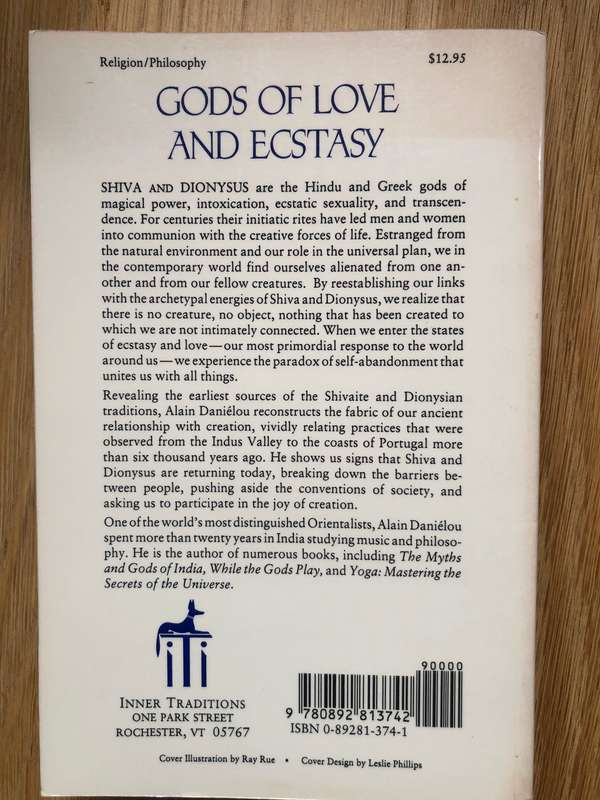 Religion/Philosophy
$12.95
GODS OF LOVE
AND ECSTASY
SHIVA AND DIONYSUS are the Hindu and Greek gods of
magical power, intoxication, ecstatic sexuality, and transcen-
dence. For centuries their initiatic rites have led men and women
into communion with the creative forces of life. Estranged from
the natural environment and our role in the universal plan, we in
the contemporary world find ourselves alienated from one an-
other and from our fellow creatures. By reestablishing our links
with the archetypal energies of Shiva and Dionysus, we realize that
there is no creature, no object, nothing that has been created to
which we are not intimately connected. When we enter the states
of ecstasy and love—our most primordial response to the world
around us—we experience the paradox of self-abandonment that
unites us with all things.
Revealing the earliest sources of the Shivaite and Dionysian
traditions, Alain Daniélou reconstructs the fabric of our ancient
relationship with creation, vividly relating practices that were
observed from the Indus Valley to the coasts of Portugal more
than six thousand years ago. He shows us signs that Shiva and
Dionysus are returning today, breaking down the barriers be-
tween people, pushing aside the conventions of society, and
asking us to participate in the joy of creation.
One of the world's most distinguished Orientalists, Alain Daniélou
spent more than twenty years in India studying music and philoso-
phy. He is the author of numerous books, including The Myths
and Gods of India, While the Gods Play, and Yoga: Mastering the
Secrets of the Universe.
iTi
INNER TRADITIONS
ONE PARK STREET
ROCHESTER, VT 05767
90000
9 780892 813742
ISBN 0-89281-374-1
Cover Illustration by Ray Rue • Cover Design by Leslie Phillips